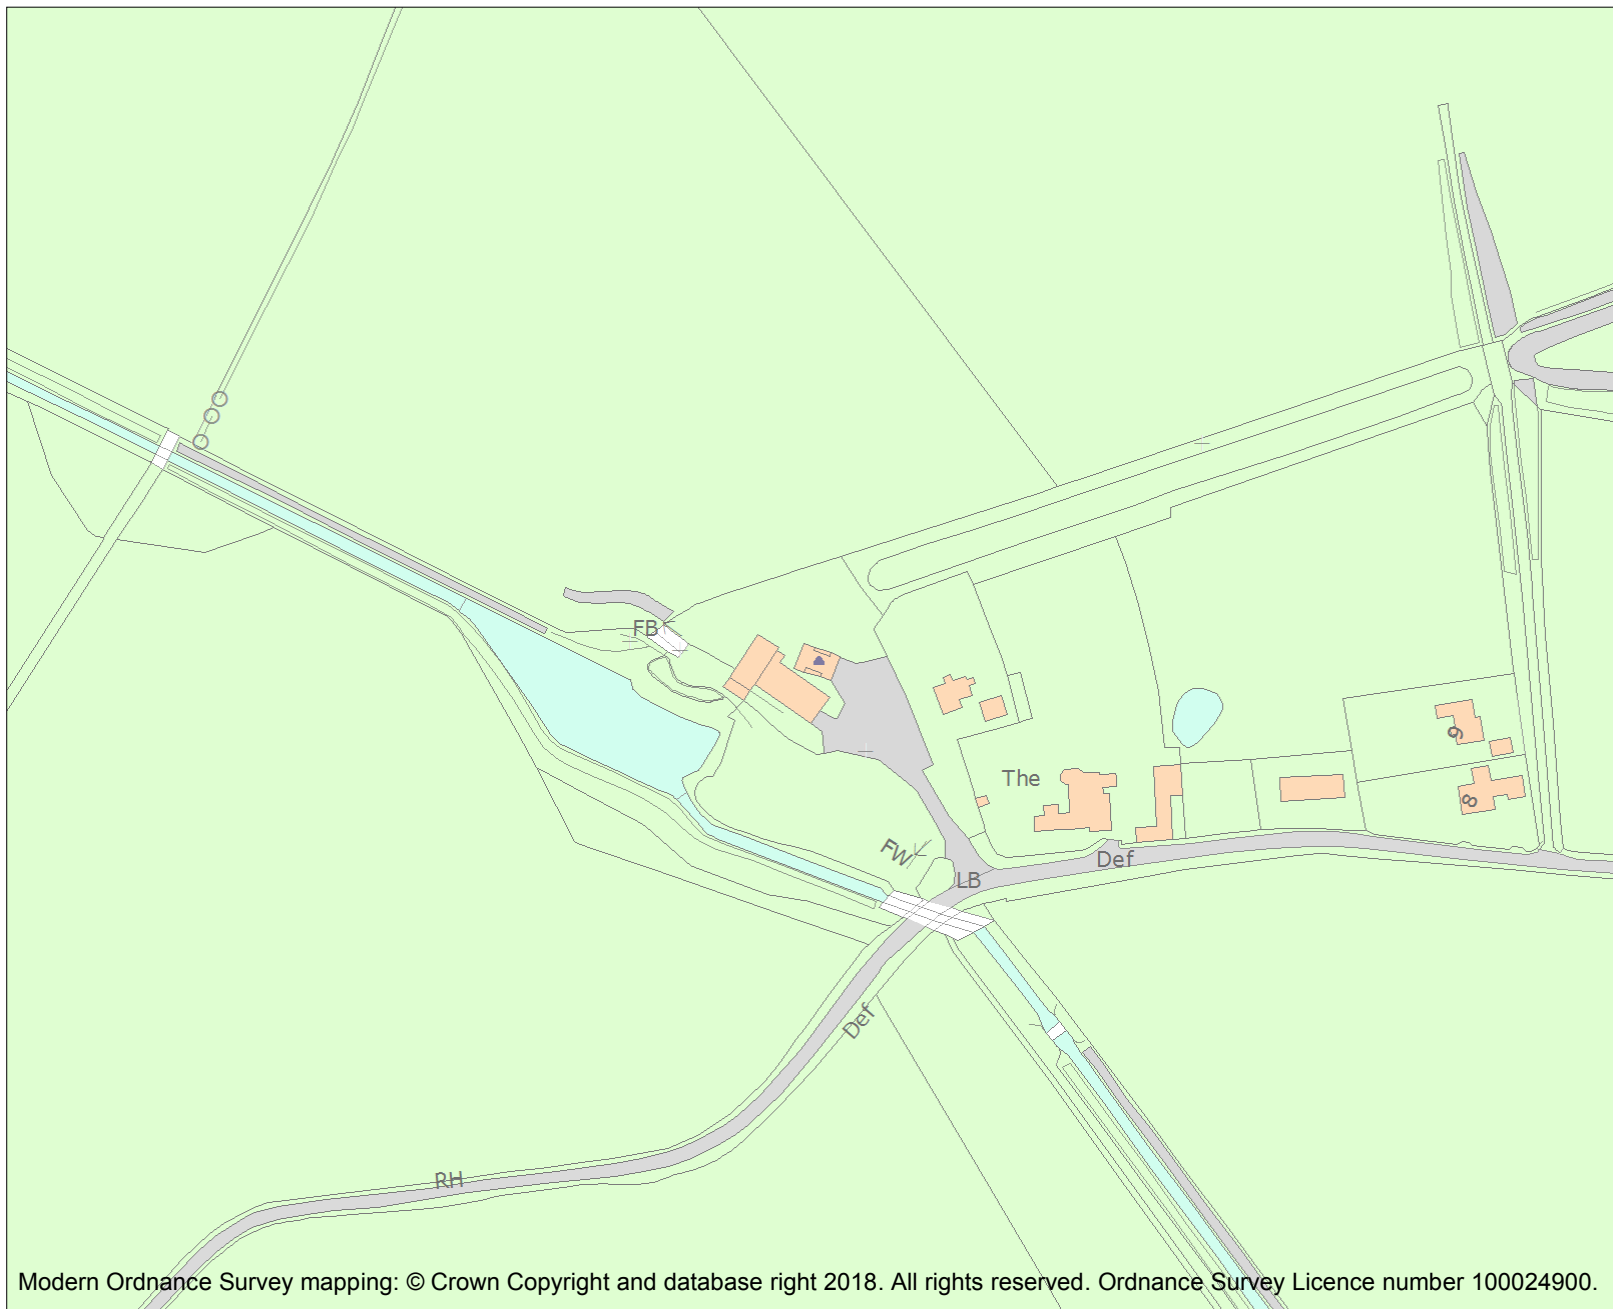 FB
The
9
8
FW
Def
LB
Def
RH
Modern Ordnance Survey mapping: © Crown Copyright and database right 2018. All rights reserved. Ordnance Survey Licence number 100024900.